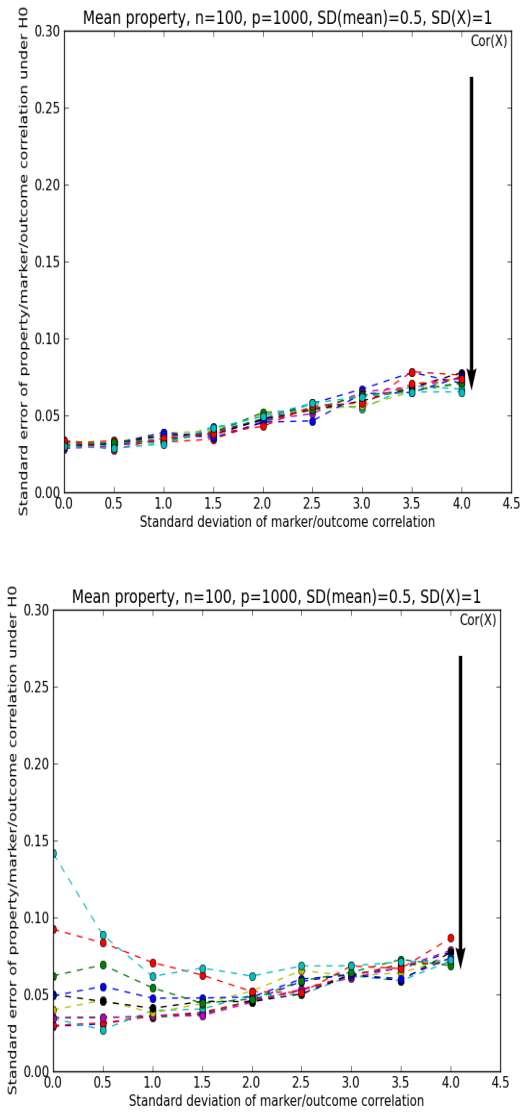 Mean property, n=100, p=1000, SD(mean)=0.5, SD(X)=1
Cor(X)
Standard error of property/marker/outcome correlation under H0
0.30
0.25
0.20
0.15
0.10
0.05
0.00
0.0 0.5 1.0 1.5 2.0 2.5 3.0 3.5 4.0 4.5
Standard deviation of marker/outcome correlation
Mean property, n=100, p=1000, SD(mean)=0.5, SD(X)=1
Cor(X)
Standard error of property/marker/outcome correlation under H0
0.30
0.25
0.20
0.15
0.10
0.05
0.00
0.0 0.5 1.0 1.5 2.0 2.5 3.0 3.5 4.0 4.5
Standard deviation of marker/outcome correlation